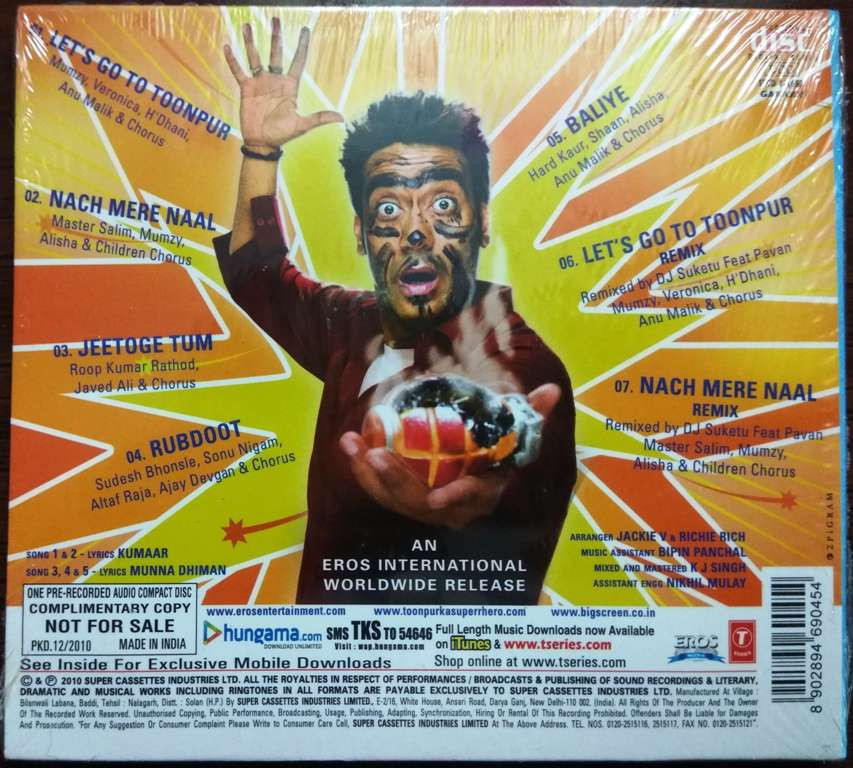 LET'S GO TO TOONPUR
Mumzy, Veronica, H'Dhani,
Anu Malik & Chorus
02. NACH MERE NAAL
Master Salim, Mumzy,
Alisha & Children Chorus
03. JEETOGE TUM
Roop Kumar Rathod,
Javed Ali & Chorus
04. RUBDOOT
Sudesh Bhonsle, Sonu Nigam,
Altaf Raja, Ajay Devgan & Chorus
disc
05. BALIYE
Hard Kaur, Shaan, Alisha,
Anu Malik & Chorus
06. LET'S GO TO TOONPUR
REMIX
Remixed by DJ Suketu Feat Pavan
Mumzy, Veronica, H'Dhani,
Anu Malik & Chorus
07. NACH MERE NAAL
REMIX
Remixed by DJ Suketu Feat Pavan
Master Salim, Mumzy,
Alisha & Children Chorus
SONG 1 & 2 - LYRICS KUMAAR
SONG 3, 4 & 5 - LYRICS MUNNA DHIMAN
AN
EROS INTERNATIONAL
WORLDWIDE RELEASE
ARRANGER JACKIE V & RICHIE RICH
MUSIC ASSISTANT BIPIN PANCHAL
MIXED AND MASTERED K J SINGH
ASSISTANT ENGG NIKHIL MULAY
ONE PRE-RECORDED AUDIO COMPACT DISC
COMPLIMENTARY COPY
NOT FOR SALE
PKD.12/2010 MADE IN INDIA
www.erosentertainment.com www.toonpurkasuperrhero.com www.bigscreen.co.in
hungama.com
DOWNLOAD UNLIMITED
SMS TKS TO 54646
Visit : wap.hungama.com
Full Length Music Downloads now Available
on iTunes & www.tseries.com
See Inside For Exclusive Mobile Downloads
Shop online at www.tseries.com
EROS
T
8 902894 690454
© & ℗ 2010 SUPER CASSETTES INDUSTRIES LTD. ALL THE ROYALTIES IN RESPECT OF PERFORMANCES / BROADCASTS & PUBLISHING OF SOUND RECORDINGS & LITERARY,
DRAMATIC AND MUSICAL WORKS INCLUDING RINGTONES IN ALL FORMATS ARE PAYABLE EXCLUSIVELY TO SUPER CASSETTES INDUSTRIES LTD. Manufactured At Village :
Bilanwali Labana, Baddi, Tehsil : Nalagarh, Distt. : Solan (H.P.) By SUPER CASSETTES INDUSTRIES LIMITED., E-2/16, White House, Ansari Road, Darya Ganj, New Delhi-110 002, (India). All Rights Of The Producer And The Owner
Of The Recorded Work Reserved. Unauthorised Copying, Public Performance, Broadcasting, Usage, Publishing, Adapting, Synchronization, Hiring Or Rental Of This Recording Prohibited. Offenders Shall Be Liable for Damages
And Prosecution. "For Any Suggestion Or Consumer Complaint Please Write to Consumer Care Cell, SUPER CASSETTES INDUSTRIES LIMITED At The Above Address. TEL. NOS. 0120-2515116, 2515117, FAX NO. 0120-2515121".